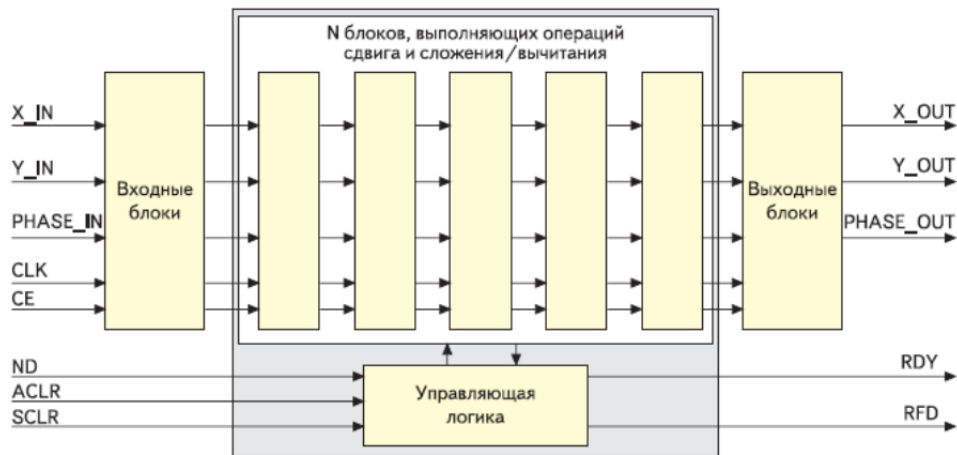 N блоков, выполняющих операций
сдвига и сложения/вычитания
X_IN
Y_IN
PHASE_IN
CLK
CE
Входные
блоки
Выходные
блоки
X_OUT
Y_OUT
PHASE_OUT
ND
ACLR
SCLR
Управляющая
логика
RDY
RFD